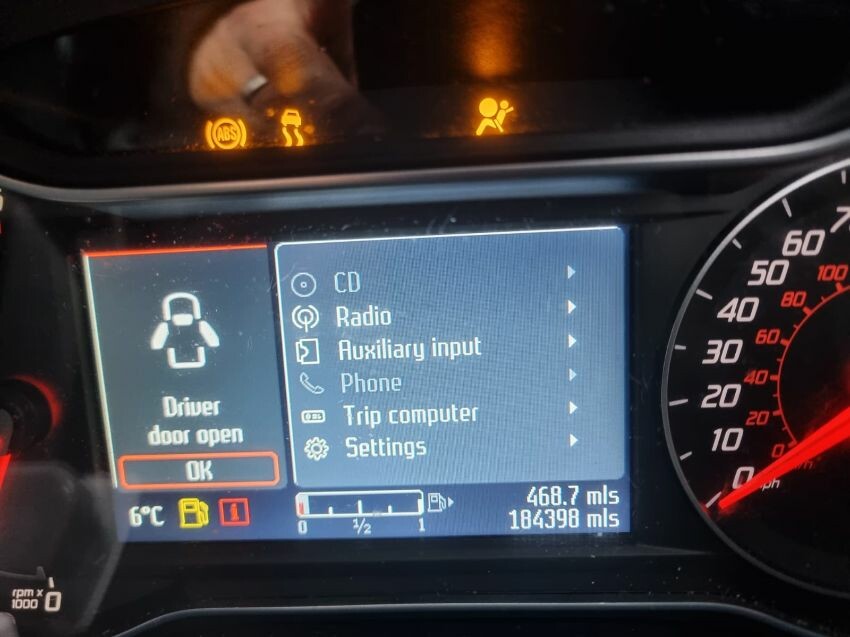 ABS
CD
Radio
Auxiliary input
Phone
Trip computer
Settings
Driver
door open
OK
6°C
i
0
1/2
1
468.7 mls
184398 mls
rpm x
1000
0
0
10
20
30
40
50
60
0
20
40
60
80
100
mph